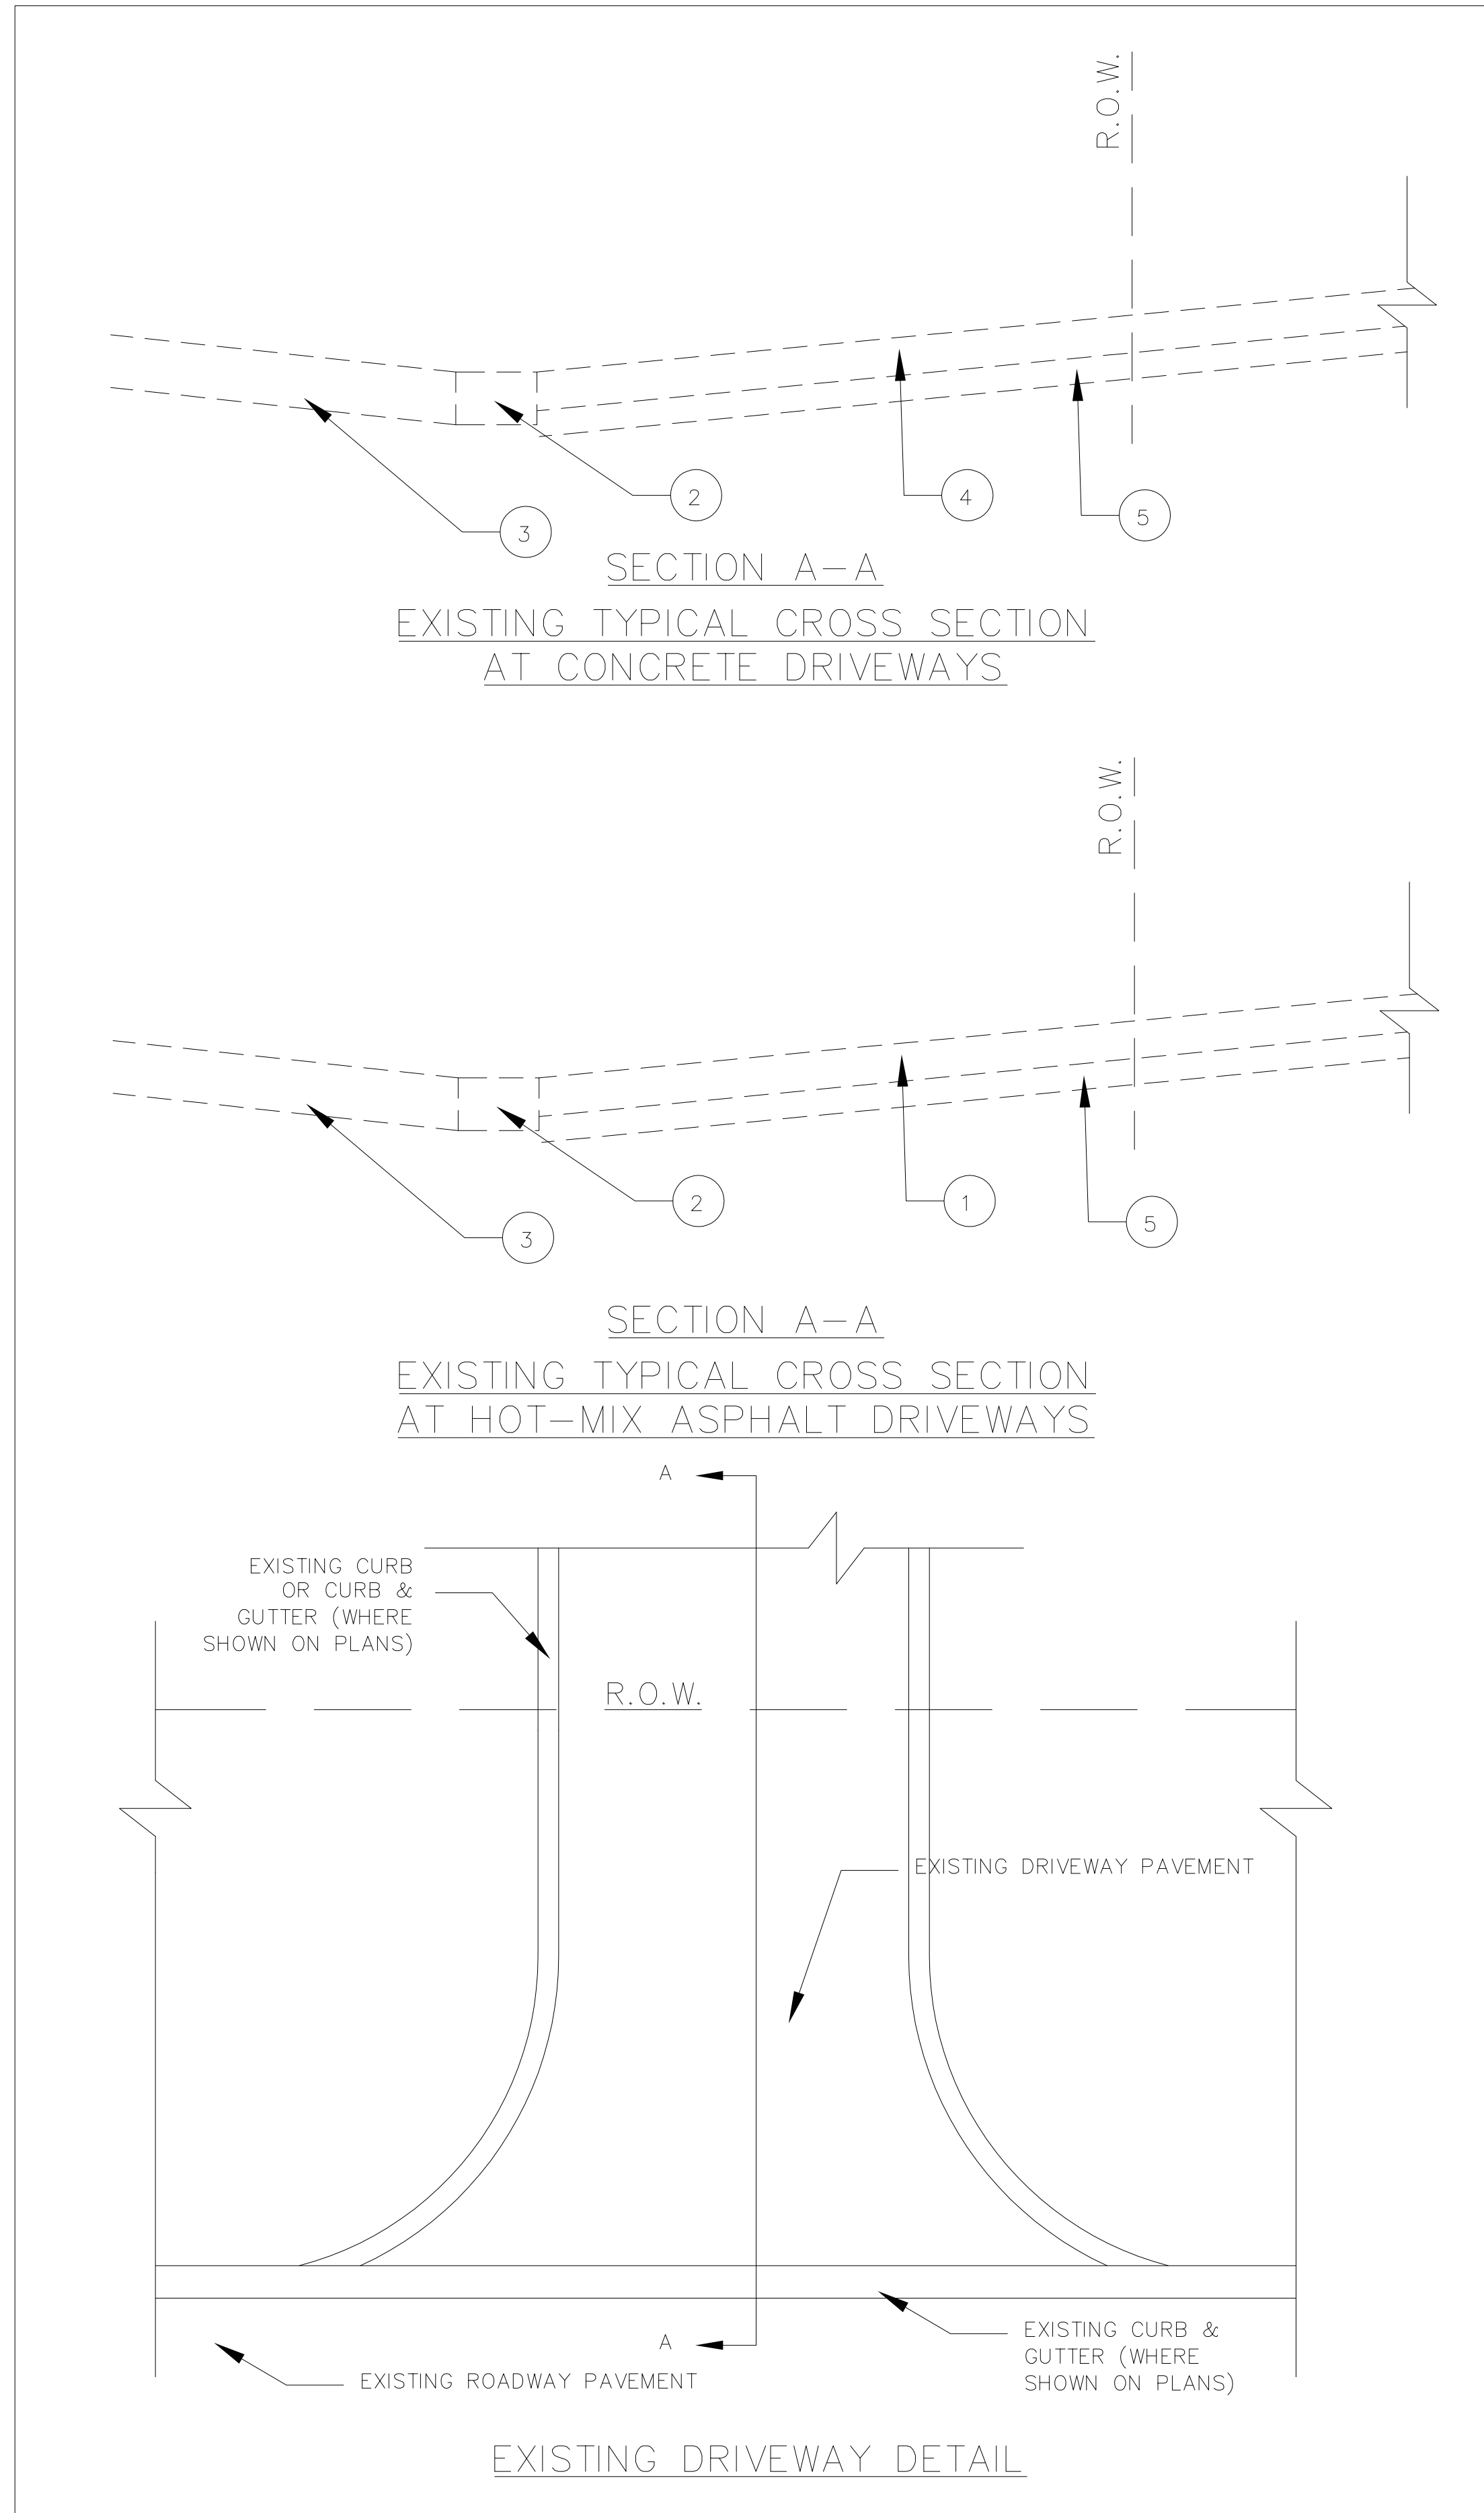 R.O.W.
4
2
5
3
SECTION A-A
EXISTING TYPICAL CROSS SECTION
AT CONCRETE DRIVEWAYS
R.O.W.
2
1
5
3
SECTION A-A
EXISTING TYPICAL CROSS SECTION
AT HOT-MIX ASPHALT DRIVEWAYS
A
EXISTING CURB
OR CURB &
GUTTER (WHERE
SHOWN ON PLANS)
R.O.W.
EXISTING DRIVEWAY PAVEMENT
A
EXISTING CURB &
GUTTER (WHERE
SHOWN ON PLANS)
EXISTING ROADWAY PAVEMENT
EXISTING DRIVEWAY DETAIL